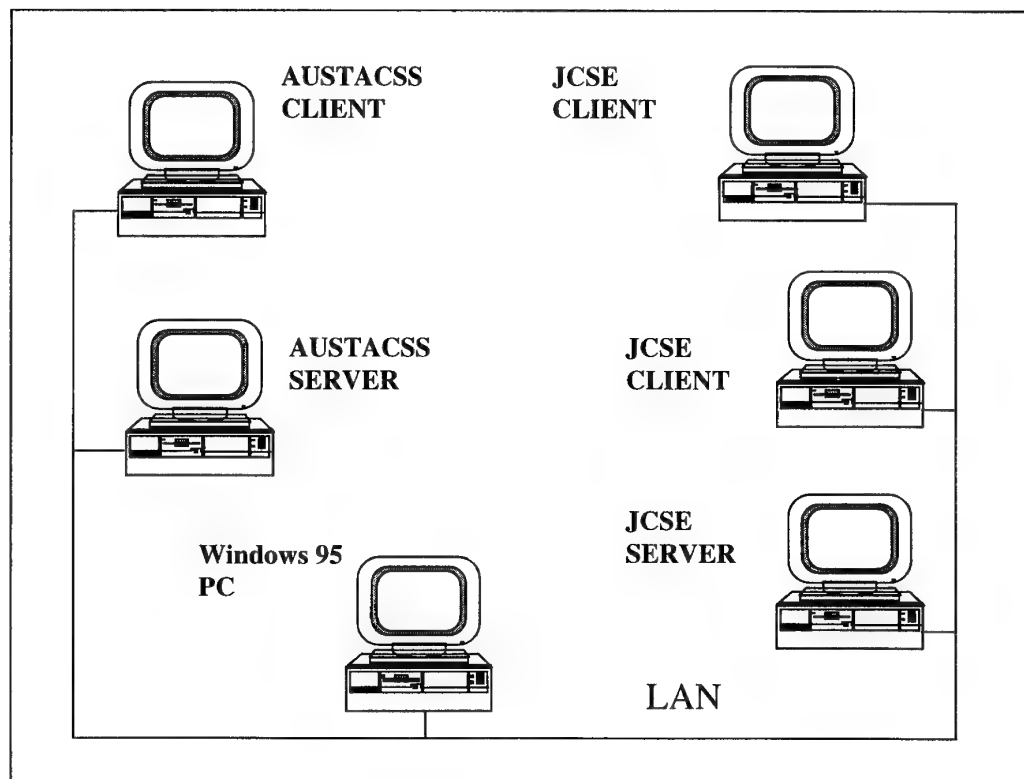 AUSTACSS
CLIENT
JCSE
CLIENT
AUSTACSS
SERVER
JCSE
CLIENT
Windows 95
PC
JCSE
SERVER
LAN